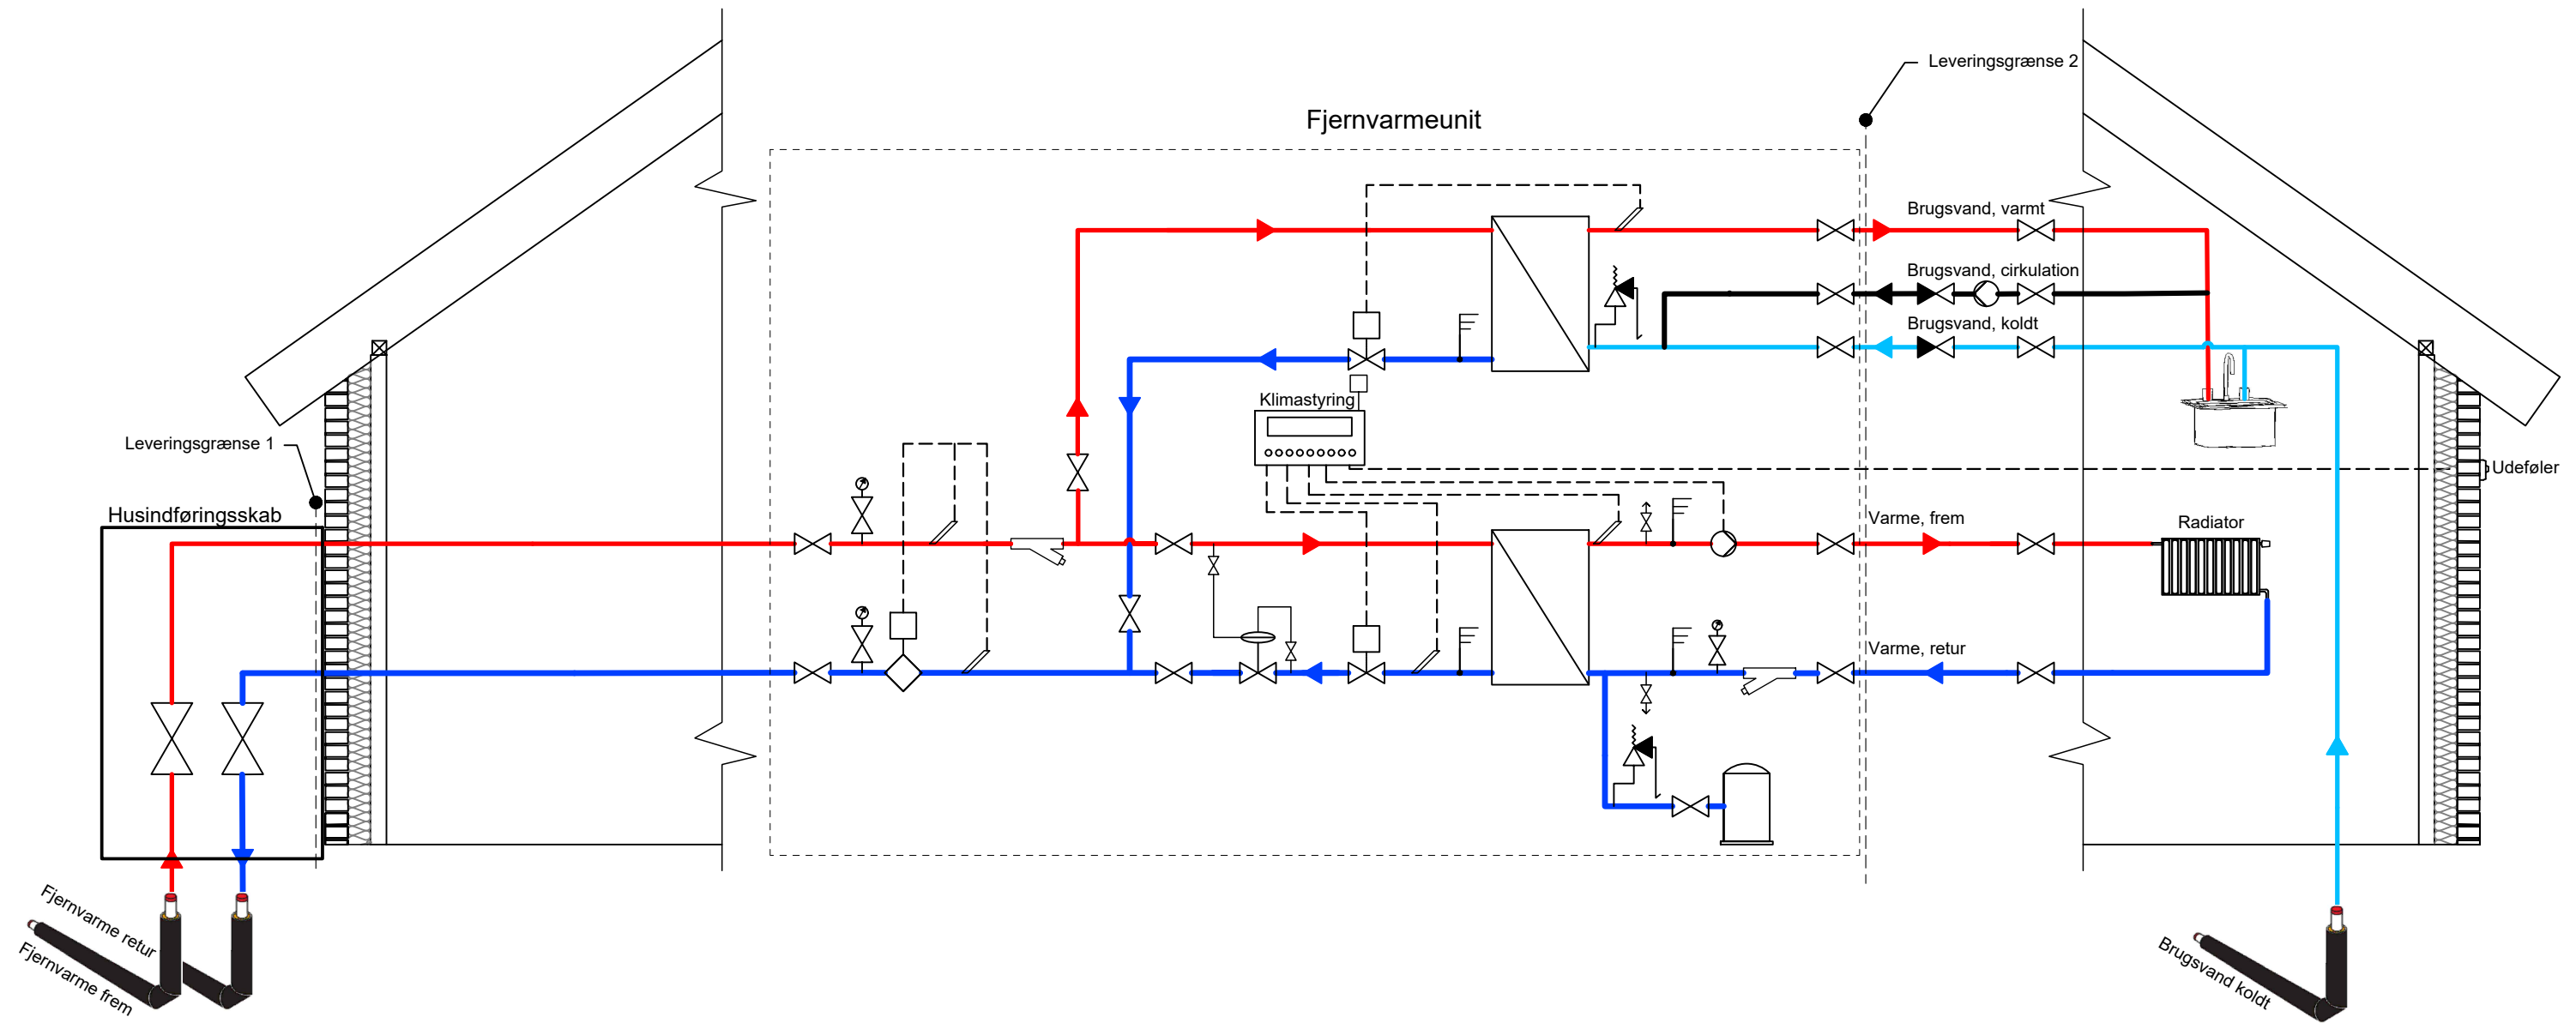 Leveringsgrænse 2
Fjernvarmeunit
Brugsvand, varmt
Brugsvand, cirkulation
Brugsvand, koldt
Klimastyring
Leveringsgrænse 1
Udeføler
Husindføringsskab
Varme, frem
Radiator
Varme, retur
Fjernvarme retur
Fjernvarme frem
Brugsvand koldt